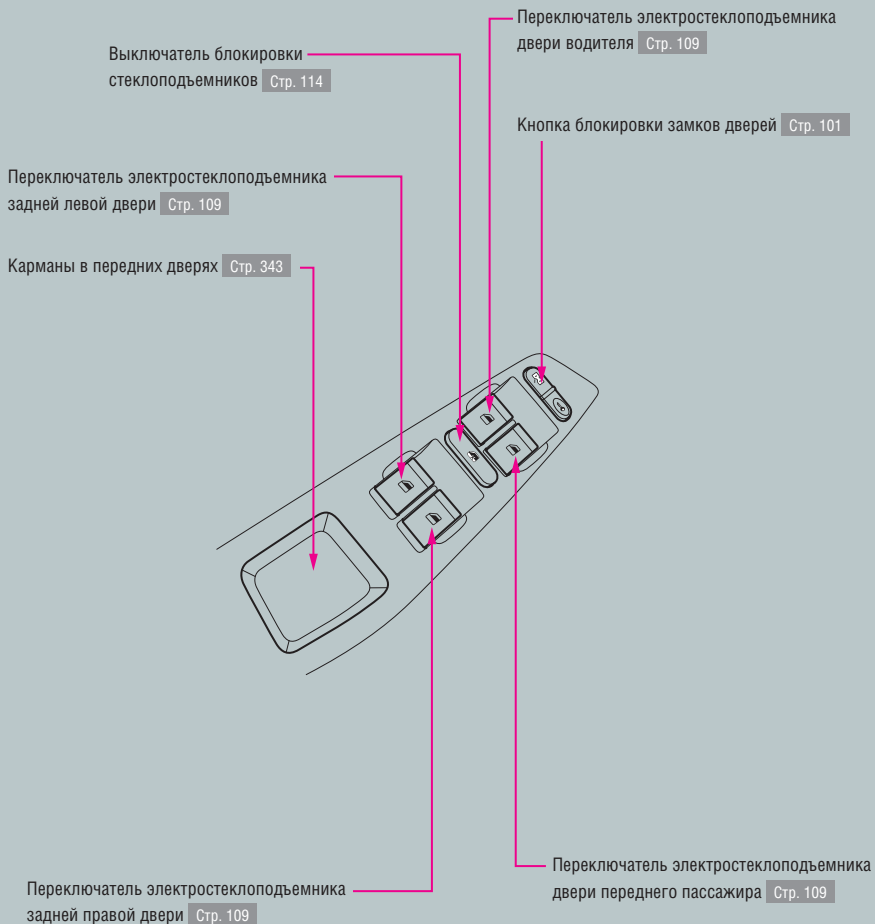 Переключатель электростеклоподъемника
двери водителя Стр. 109
Выключатель блокировки
стеклоподъемников Стр. 114
Кнопка блокировки замков дверей Стр. 101
Переключатель электростеклоподъемника
задней левой двери Стр. 109
Карманы в передних дверях Стр. 343
Переключатель электростеклоподъемника
двери переднего пассажира Стр. 109
Переключатель электростеклоподъемника
задней правой двери Стр. 109